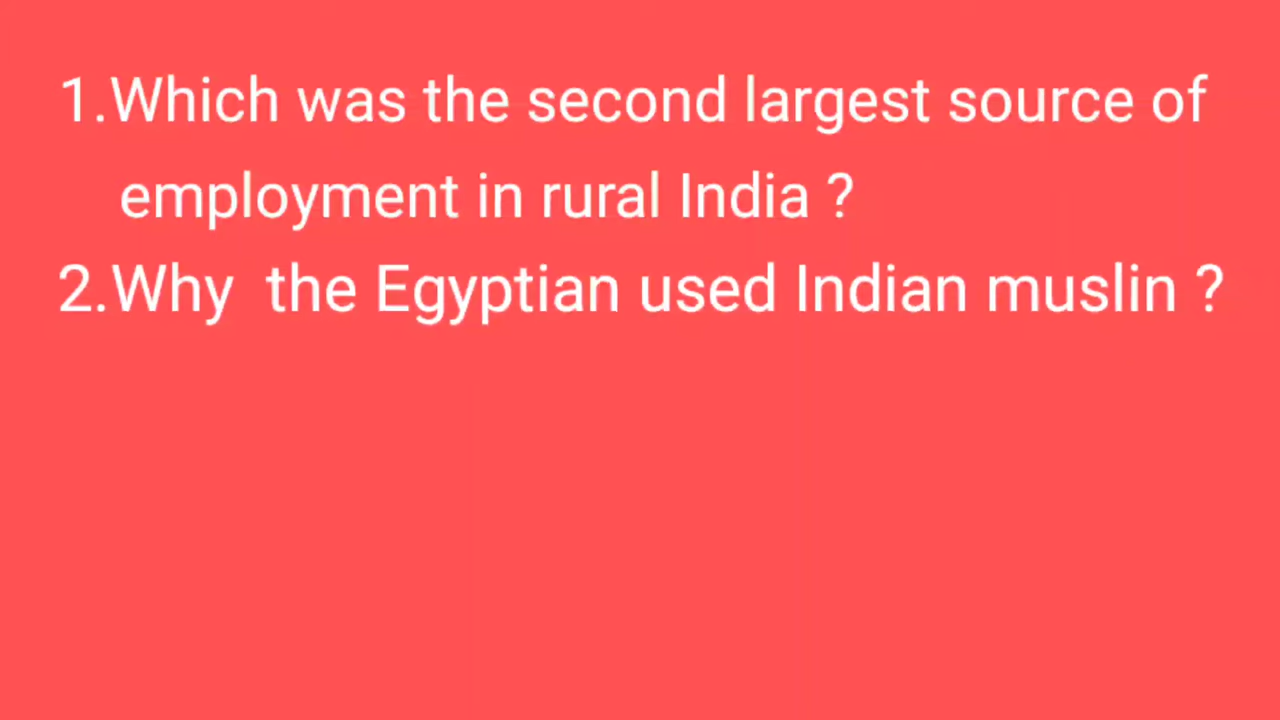 1.Which was the second largest source of
employment in rural India ?
2.Why the Egyptian used Indian muslin ?